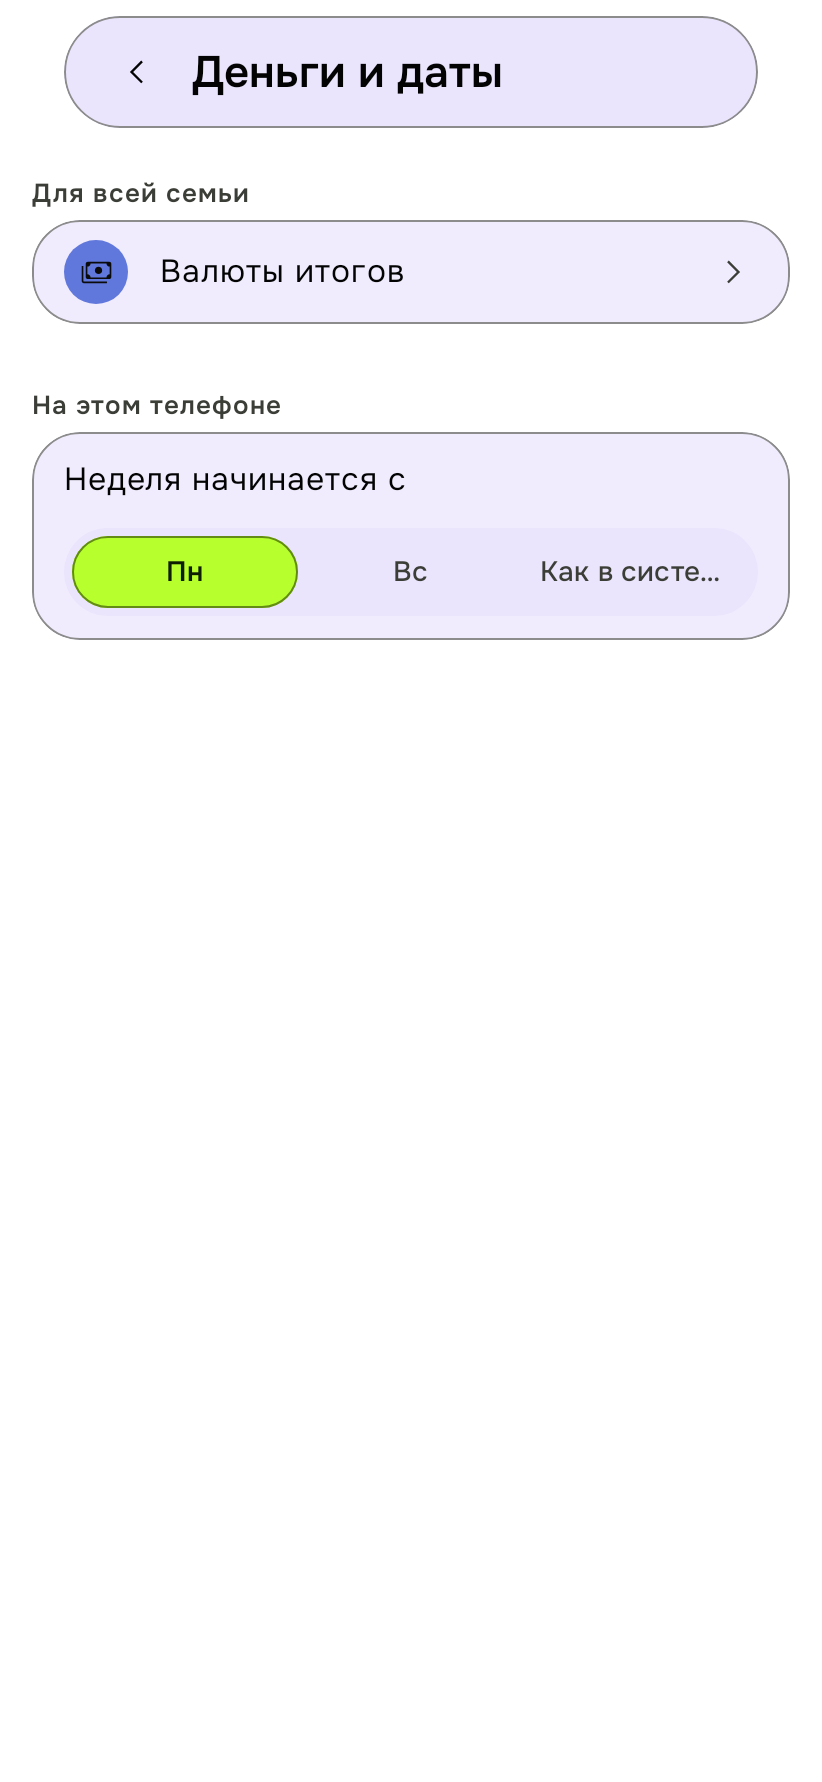 Деньги и даты
Для всей семьи
Валюты итогов
На этом телефоне
Неделя начинается с
Пн
Вс
Как в систе...